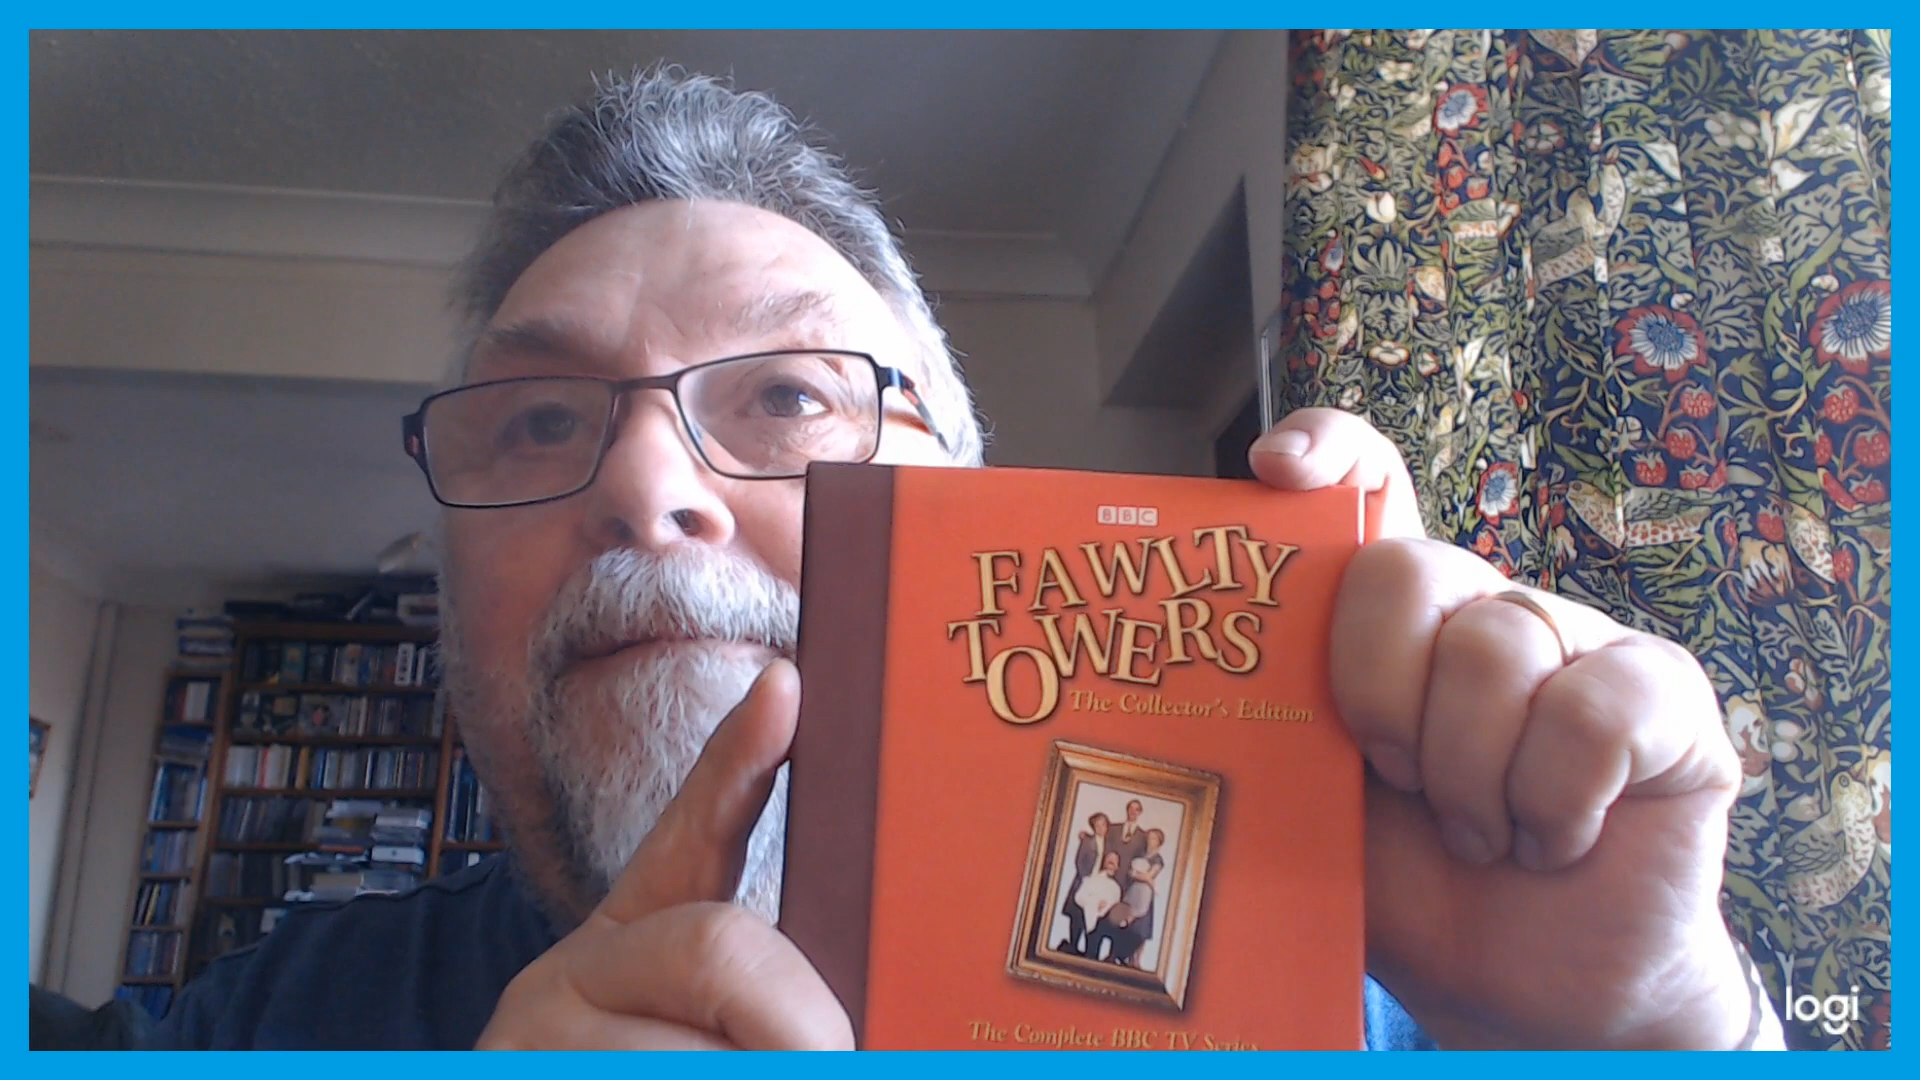 BBC
FAWLTY
TOWERS
The Collector's Edition
The Complete BBC TV Series
logi